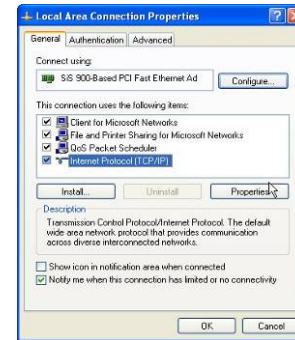 Local Area Connection Properties
General Authentication Advanced
Connect using:
SiS 900-Based PCI Fast Ethernet Ad
Configure...
This connection uses the following items:
Client for Microsoft Networks
File and Printer Sharing for Microsoft Networks
QoS Packet Scheduler
Internet Protocol (TCP/IP)
Install... Uninstall Properties
Description
Transmission Control Protocol/Internet Protocol. The default
wide area network protocol that provides communication
across diverse interconnected networks.
Show icon in notification area when connected
Notify me when this connection has limited or no connectivity
OK Cancel